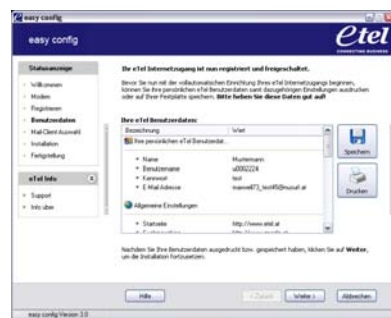 easy config
easy config
etel
CONNECTING BUSINESS
Statusanzeige
Willkommen
Modem
Registrieren
Benutzerdaten
Mail-Client Auswahl
Installation
Fertigstellung
eTel Info
Support
Info über
Ihr eTel Internetzugang ist nun registriert und freigeschaltet.
Bevor Sie nun mit der vollautomatischen Einrichtung Ihres eTel Internetzugangs beginnen,
können Sie Ihre persönlichen eTel Benutzerdaten samt dazugehörigen Einstellungen ausdrucken
oder auf Ihrer Festplatte speichern. Bitte heben Sie diese Daten gut auf!
Ihre eTel Benutzerdaten:
Bezeichnung Wert
Ihre persönlichen eTel Benutzerdat...
Name Mustermann
Benutzername u0002224
Kennwort test
E-Mail Adresse
Allgemeine Einstellungen
Startseite http://www.etel.at
Speichern
Drucken
Nachdem Sie Ihre Benutzerdaten ausgedruckt bzw. gespeichert haben, klicken Sie auf Weiter,
um die Installation fortzusetzen.
Hilfe
< Zurück
Weiter >
Abbrechen
easy config Version 3.0